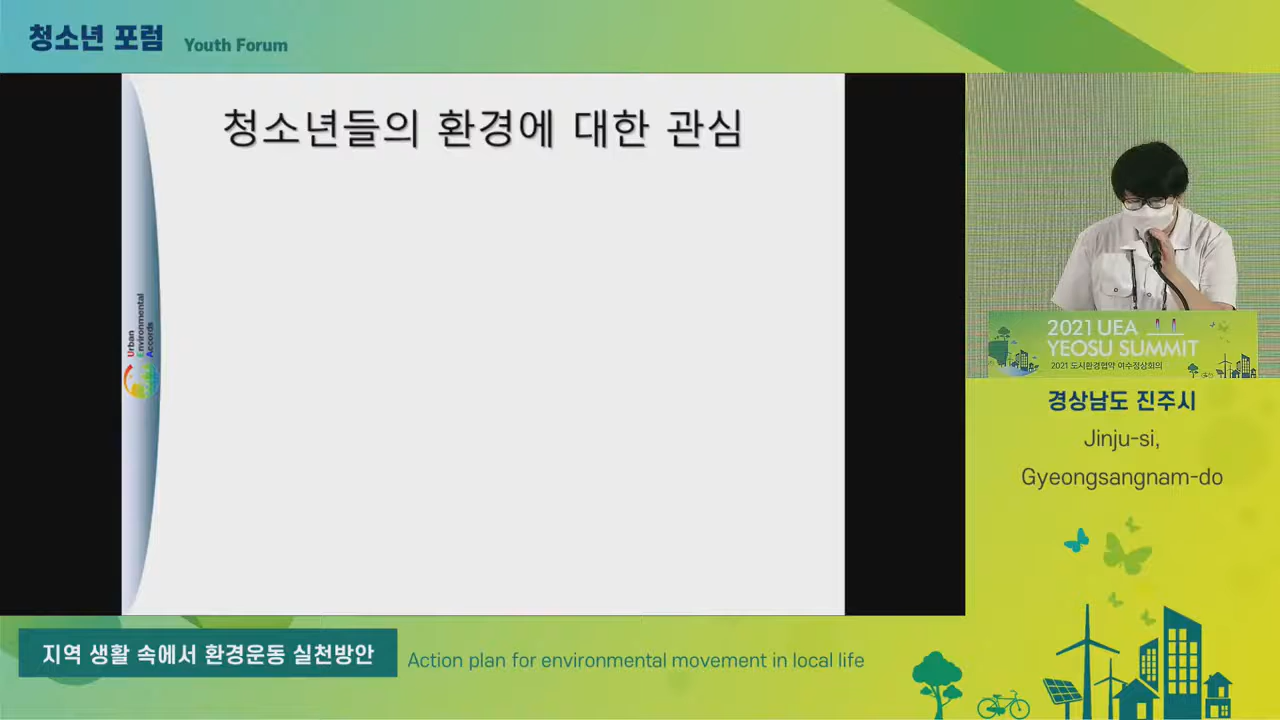 청소년 포럼 Youth Forum
청소년들의 환경에 대한 관심
Urban
Environmental
Accords
2021 UEA
YEOSU SUMMIT
2021 도시환경협약 여수정상회의
경상남도 진주시
Jinju-si,
Gyeongsangnam-do
지역 생활 속에서 환경운동 실천방안 Action plan for environmental movement in local life